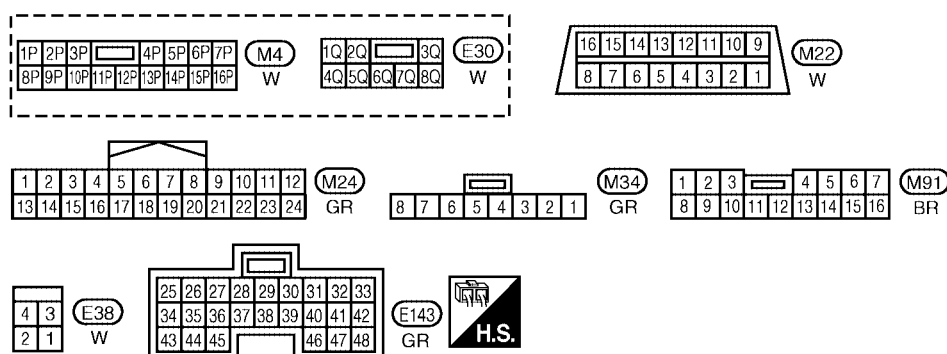 1P 2P 3P 4P 5P 6P 7P M4
8P 9P 10P 11P 12P 13P 14P 15P 16P W
1Q 2Q 3Q E30
4Q 5Q 6Q 7Q 8Q W
16 15 14 13 12 11 10 9 M22
8 7 6 5 4 3 2 1 W
1 2 3 4 5 6 7 8 9 10 11 12 M24
13 14 15 16 17 18 19 20 21 22 23 24 GR
M34
8 7 6 5 4 3 2 1 GR
1 2 3 4 5 6 7 M91
8 9 10 11 12 13 14 15 16 BR
4 3 E38
2 1 W
25 26 27 28 29 30 31 32 33
34 35 36 37 38 39 40 41 42 E143
43 44 45 46 47 48 GR
H.S.